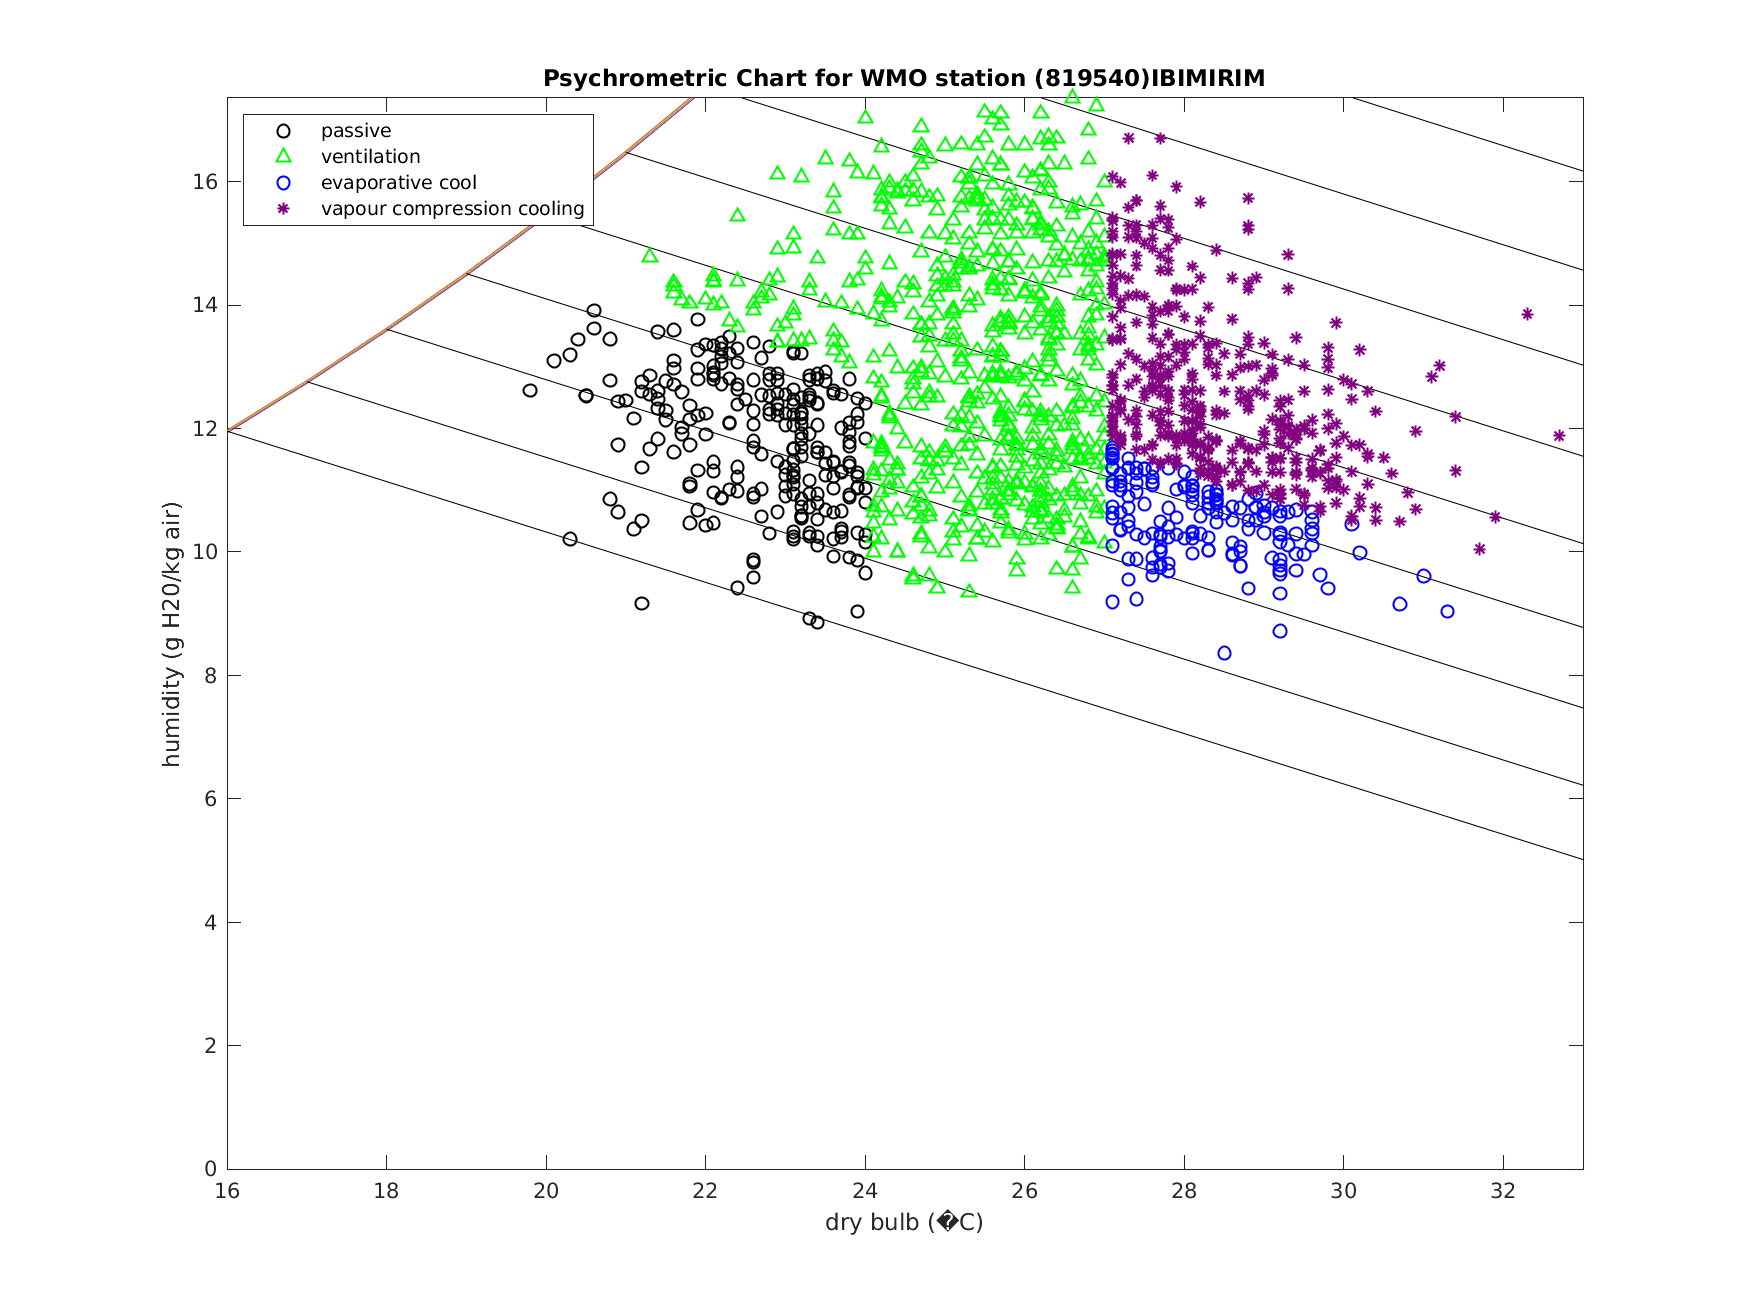 Psychrometric Chart for WMO station (819540)IBIMIRIM
passive
ventilation
evaporative cool
vapour compression cooling
humidity (g H20/kg air)
16
14
12
10
8
6
4
2
0
16 18 20 22 24 26 28 30 32
dry bulb (�C)